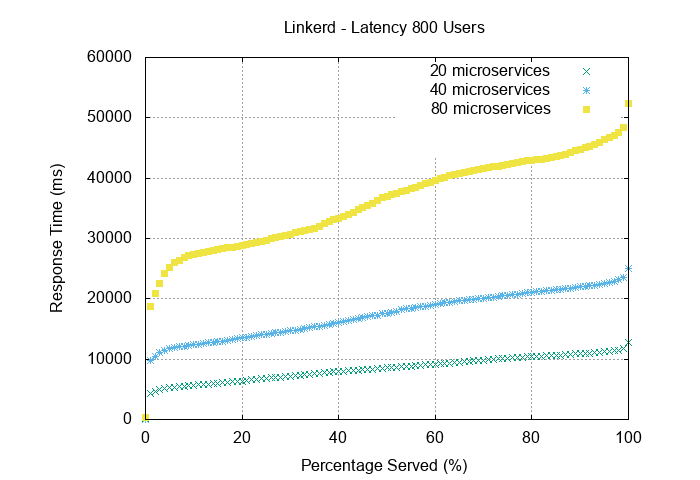 Linkerd - Latency 800 Users
60000
50000
40000
30000
20000
10000
0
Response Time (ms)
20 microservices
40 microservices
80 microservices
0 20 40 60 80 100
Percentage Served (%)